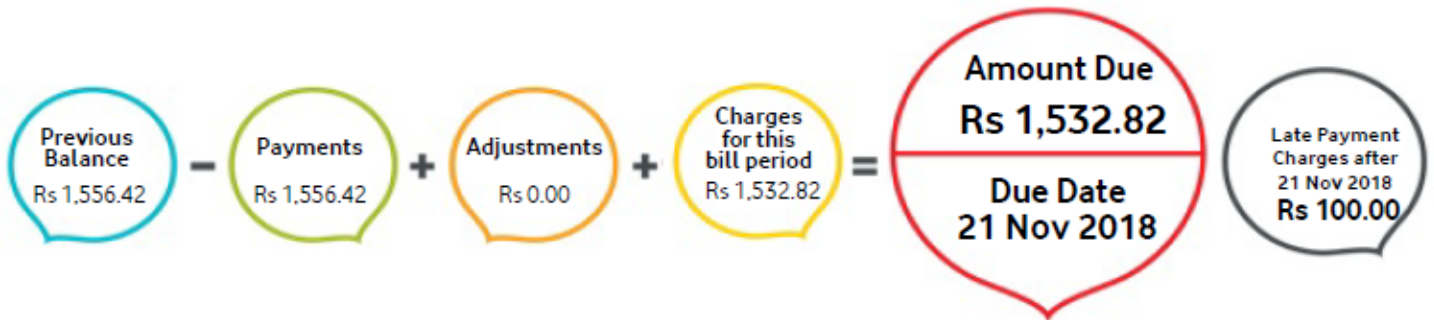 Previous
Balance
Rs 1,556.42
-
Payments
Rs 1,556.42
+
Adjustments
Rs 0.00
+
Charges
for this
bill period
Rs 1,532.82
=
Amount Due
Rs 1,532.82
Due Date
21 Nov 2018
Late Payment
Charges after
21 Nov 2018
Rs 100.00